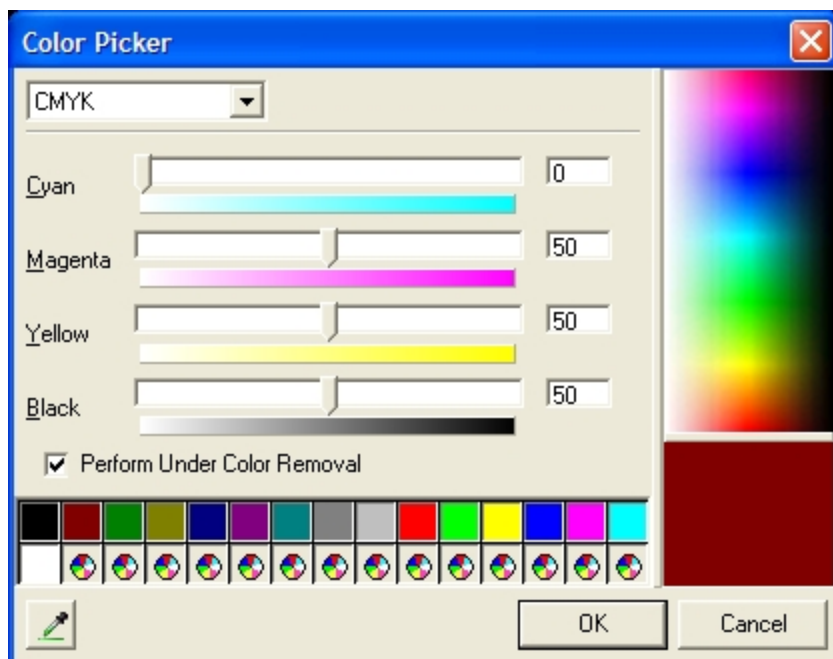 Color Picker
CMYK
Cyan 0
Magenta 50
Yellow 50
Black 50
Perform Under Color Removal
OK Cancel